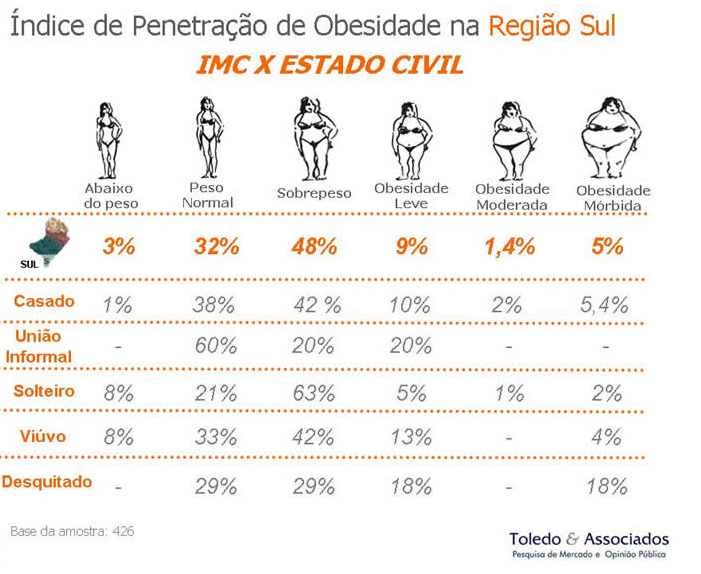 Índice de Penetração de Obesidade na Região Sul
IMC X ESTADO CIVIL
Abaixo do peso
Peso Normal
Sobrepeso
Obesidade Leve
Obesidade Moderada
Obesidade Mórbida
SUL 3% 32% 48% 9% 1,4% 5%
Casado 1% 38% 42 % 10% 2% 5,4%
União Informal - 60% 20% 20% - -
Solteiro 8% 21% 63% 5% 1% 2%
Viúvo 8% 33% 42% 13% - 4%
Desquitado - 29% 29% 18% - 18%
Base da amostra: 426
Toledo & Associados
Pesquisa de Mercado e Opinião Pública